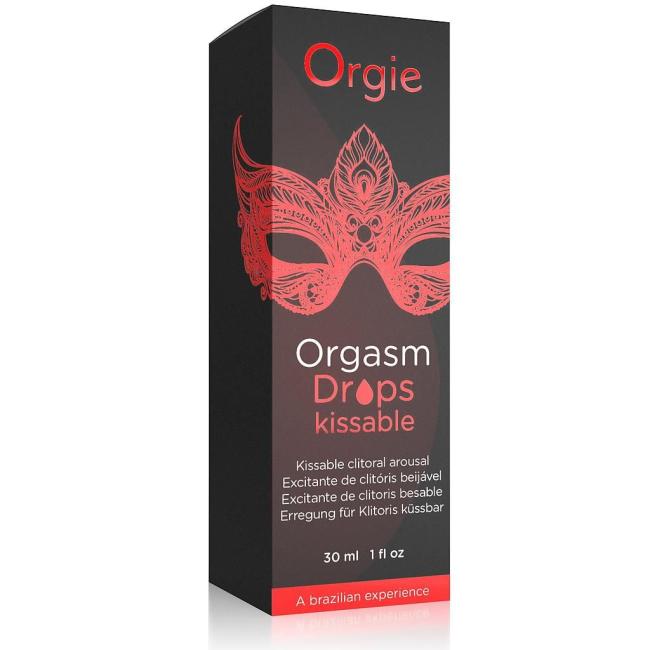 Orgie
Orgasm
Drops
kissable
Kissable clitoral arousal
Excitante de clitóris beijável
Excitante de clitoris besable
Erregung für Klitoris küssbar
30 ml 1 fl oz
A brazilian experience